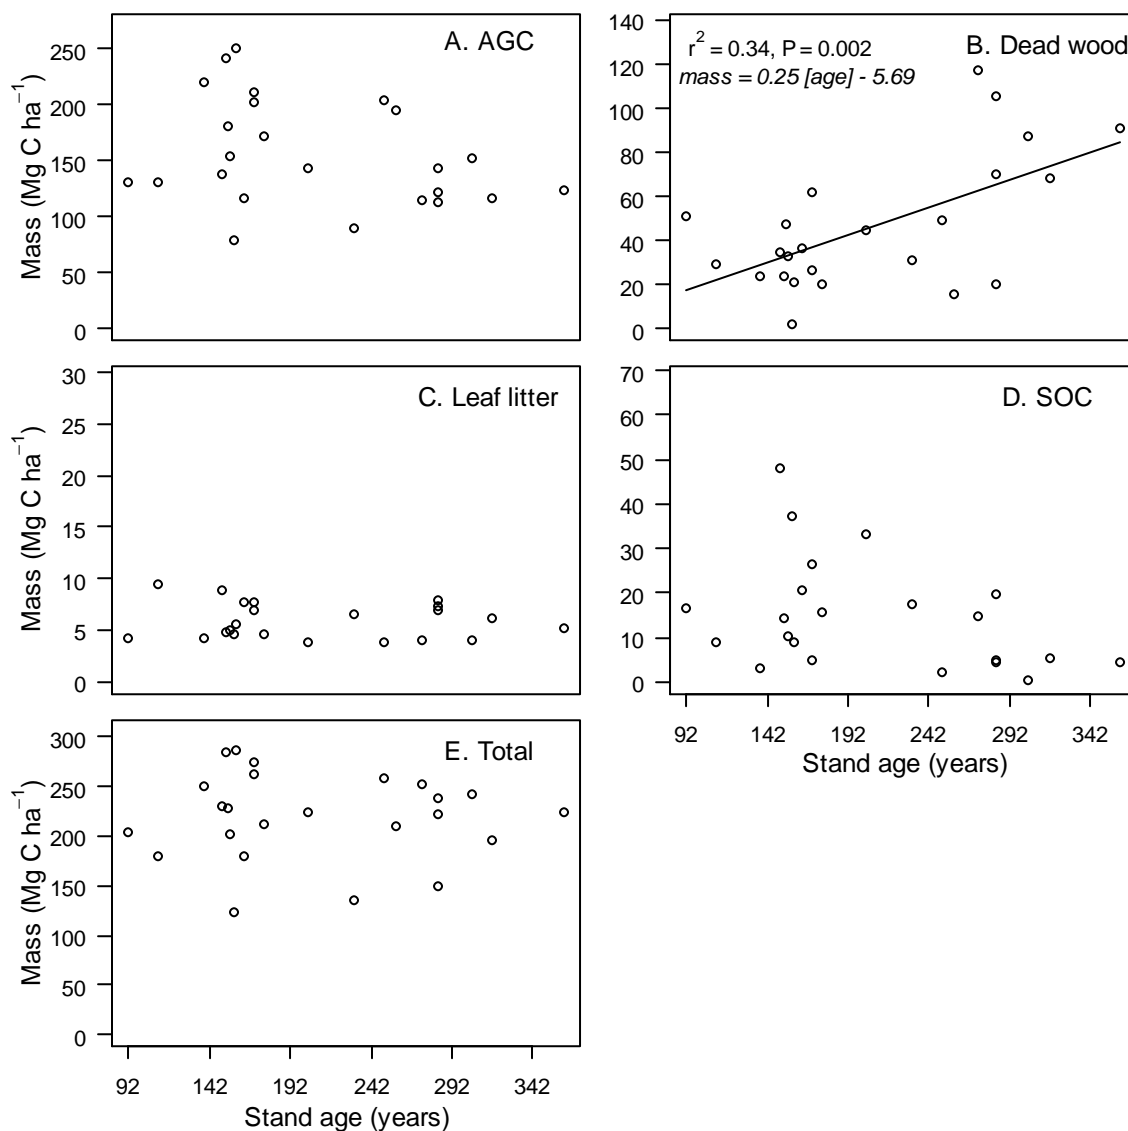 A. AGC
Mass (Mg C ha⁻¹)
250
200
150
100
50
0
B. Dead wood
r² = 0.34, P = 0.002
mass = 0.25 [age] - 5.69
140
120
100
80
60
40
20
0
C. Leaf litter
Mass (Mg C ha⁻¹)
30
25
20
15
10
5
0
D. SOC
70
60
50
40
30
20
10
0
92 142 192 242 292 342
Stand age (years)
E. Total
Mass (Mg C ha⁻¹)
300
250
200
150
100
50
0
92 142 192 242 292 342
Stand age (years)